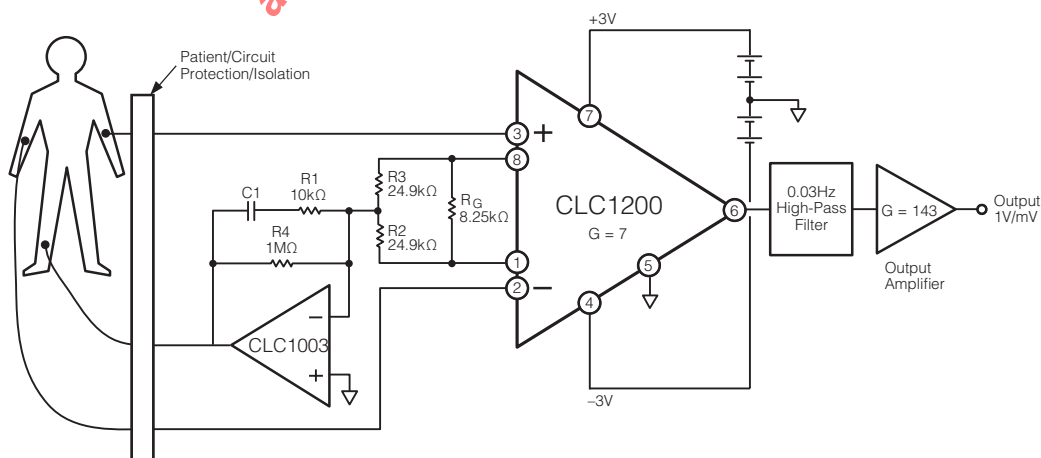 a
Patient/Circuit
Protection/Isolation
+3V
7
3
+
8
C1
R1
10kΩ
R3
24.9kΩ
RG
8.25kΩ
CLC1200
G = 7
6
0.03Hz
High-Pass
Filter
G = 143
Output
1V/mV
R4
1MΩ
R2
24.9kΩ
1
2
–
5
4
Output
Amplifier
–
CLC1003
+
–3V